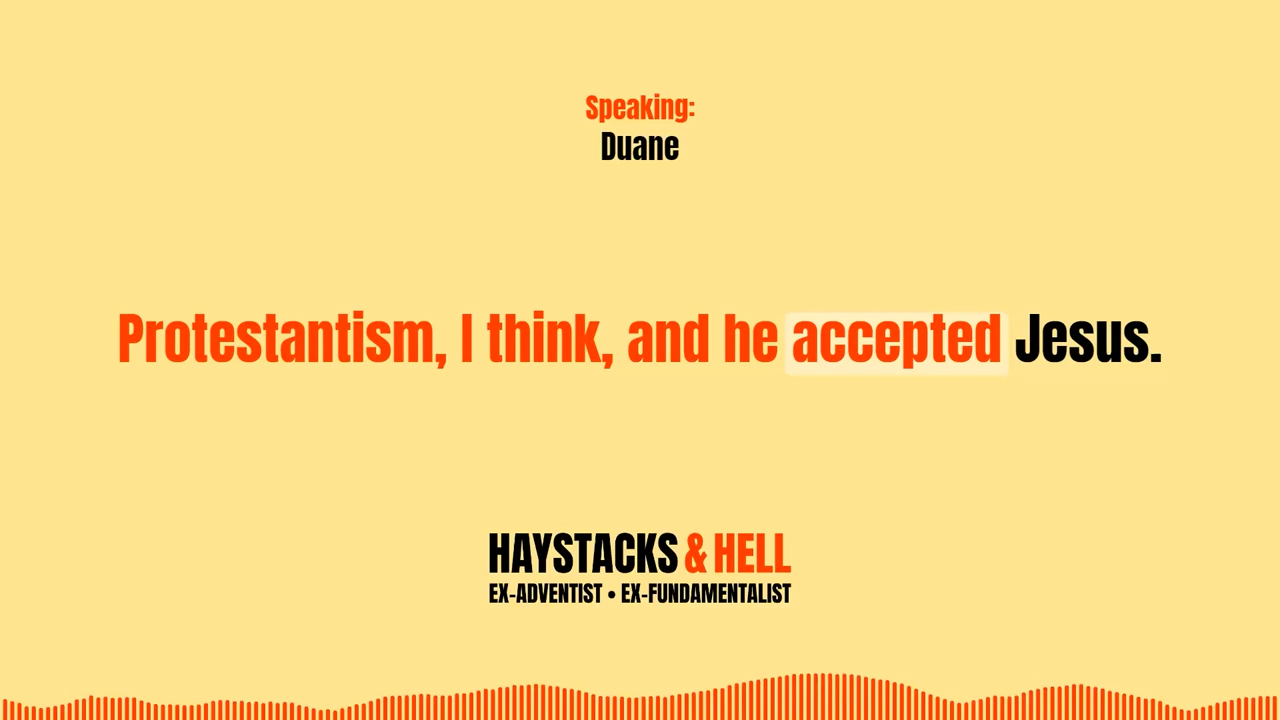 Speaking:
Duane
Protestantism, I think, and he accepted Jesus.
HAYSTACKS & HELL
EX-ADVENTIST • EX-FUNDAMENTALIST